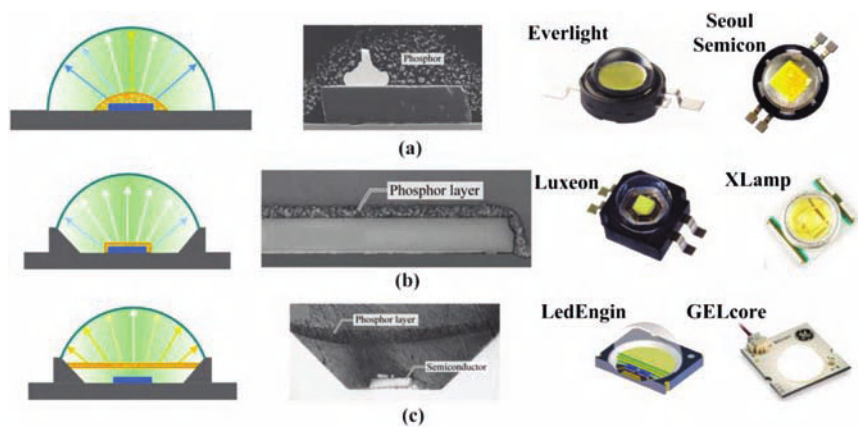 Everlight
Seoul
Semicon
Phosphor
(a)
Luxeon
XLamp
Phosphor layer
(b)
LedEngin
GELcore
Phosphor layer
Semiconductor
(c)